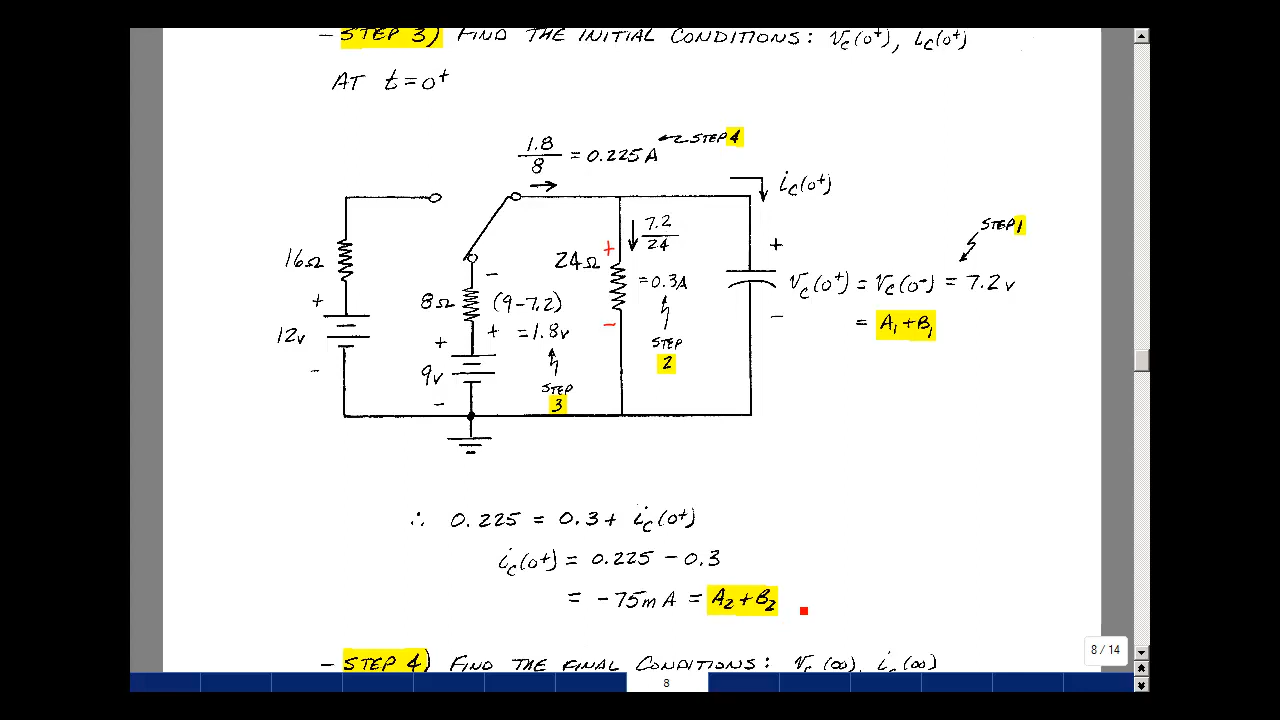 - STEP 3) FIND THE INITIAL CONDITIONS: Vc(0+), ic(0+)
AT t=0+
1.8/8 = 0.225A
STEP 4
ic(0+)
7.2/24
= 0.3A
STEP 2
STEP 1
Vc(0+) = Vc(0-) = 7.2v
= A1+B1
+
-
+
-
24Ω
16Ω
+
12v
-
-
8Ω (9-7.2)
+ = 1.8v
+
9v
-
STEP 3
∴ 0.225 = 0.3 + ic(0+)
ic(0+) = 0.225 - 0.3
= -75mA = A2+B2
- STEP 4) FIND THE FINAL CONDITIONS: Vc(∞), ic(∞)
8 / 14
8